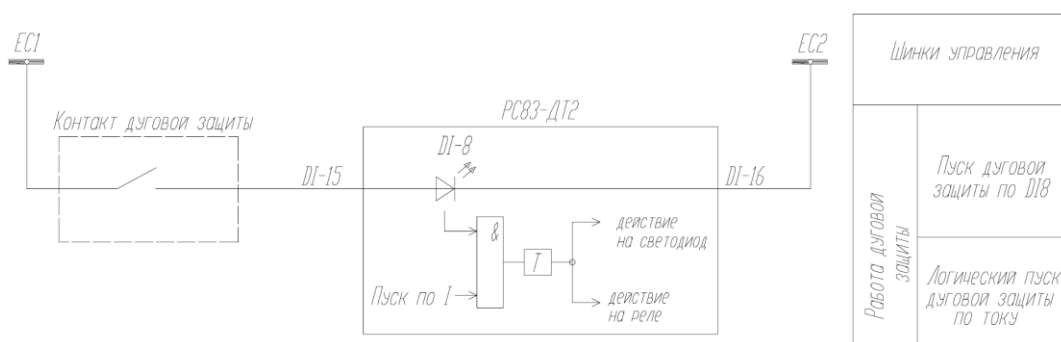 EC1
EC2
Шинки управления
РС83-ДТ2
Контакт дуговой защиты
DI-8
DI-15
DI-16
Пуск дуговой
защиты по DI8
&
действие
на светодиод
T
Пуск по I
действие
на реле
Работа дуговой
защиты
Логический пуск
дуговой защиты
по току